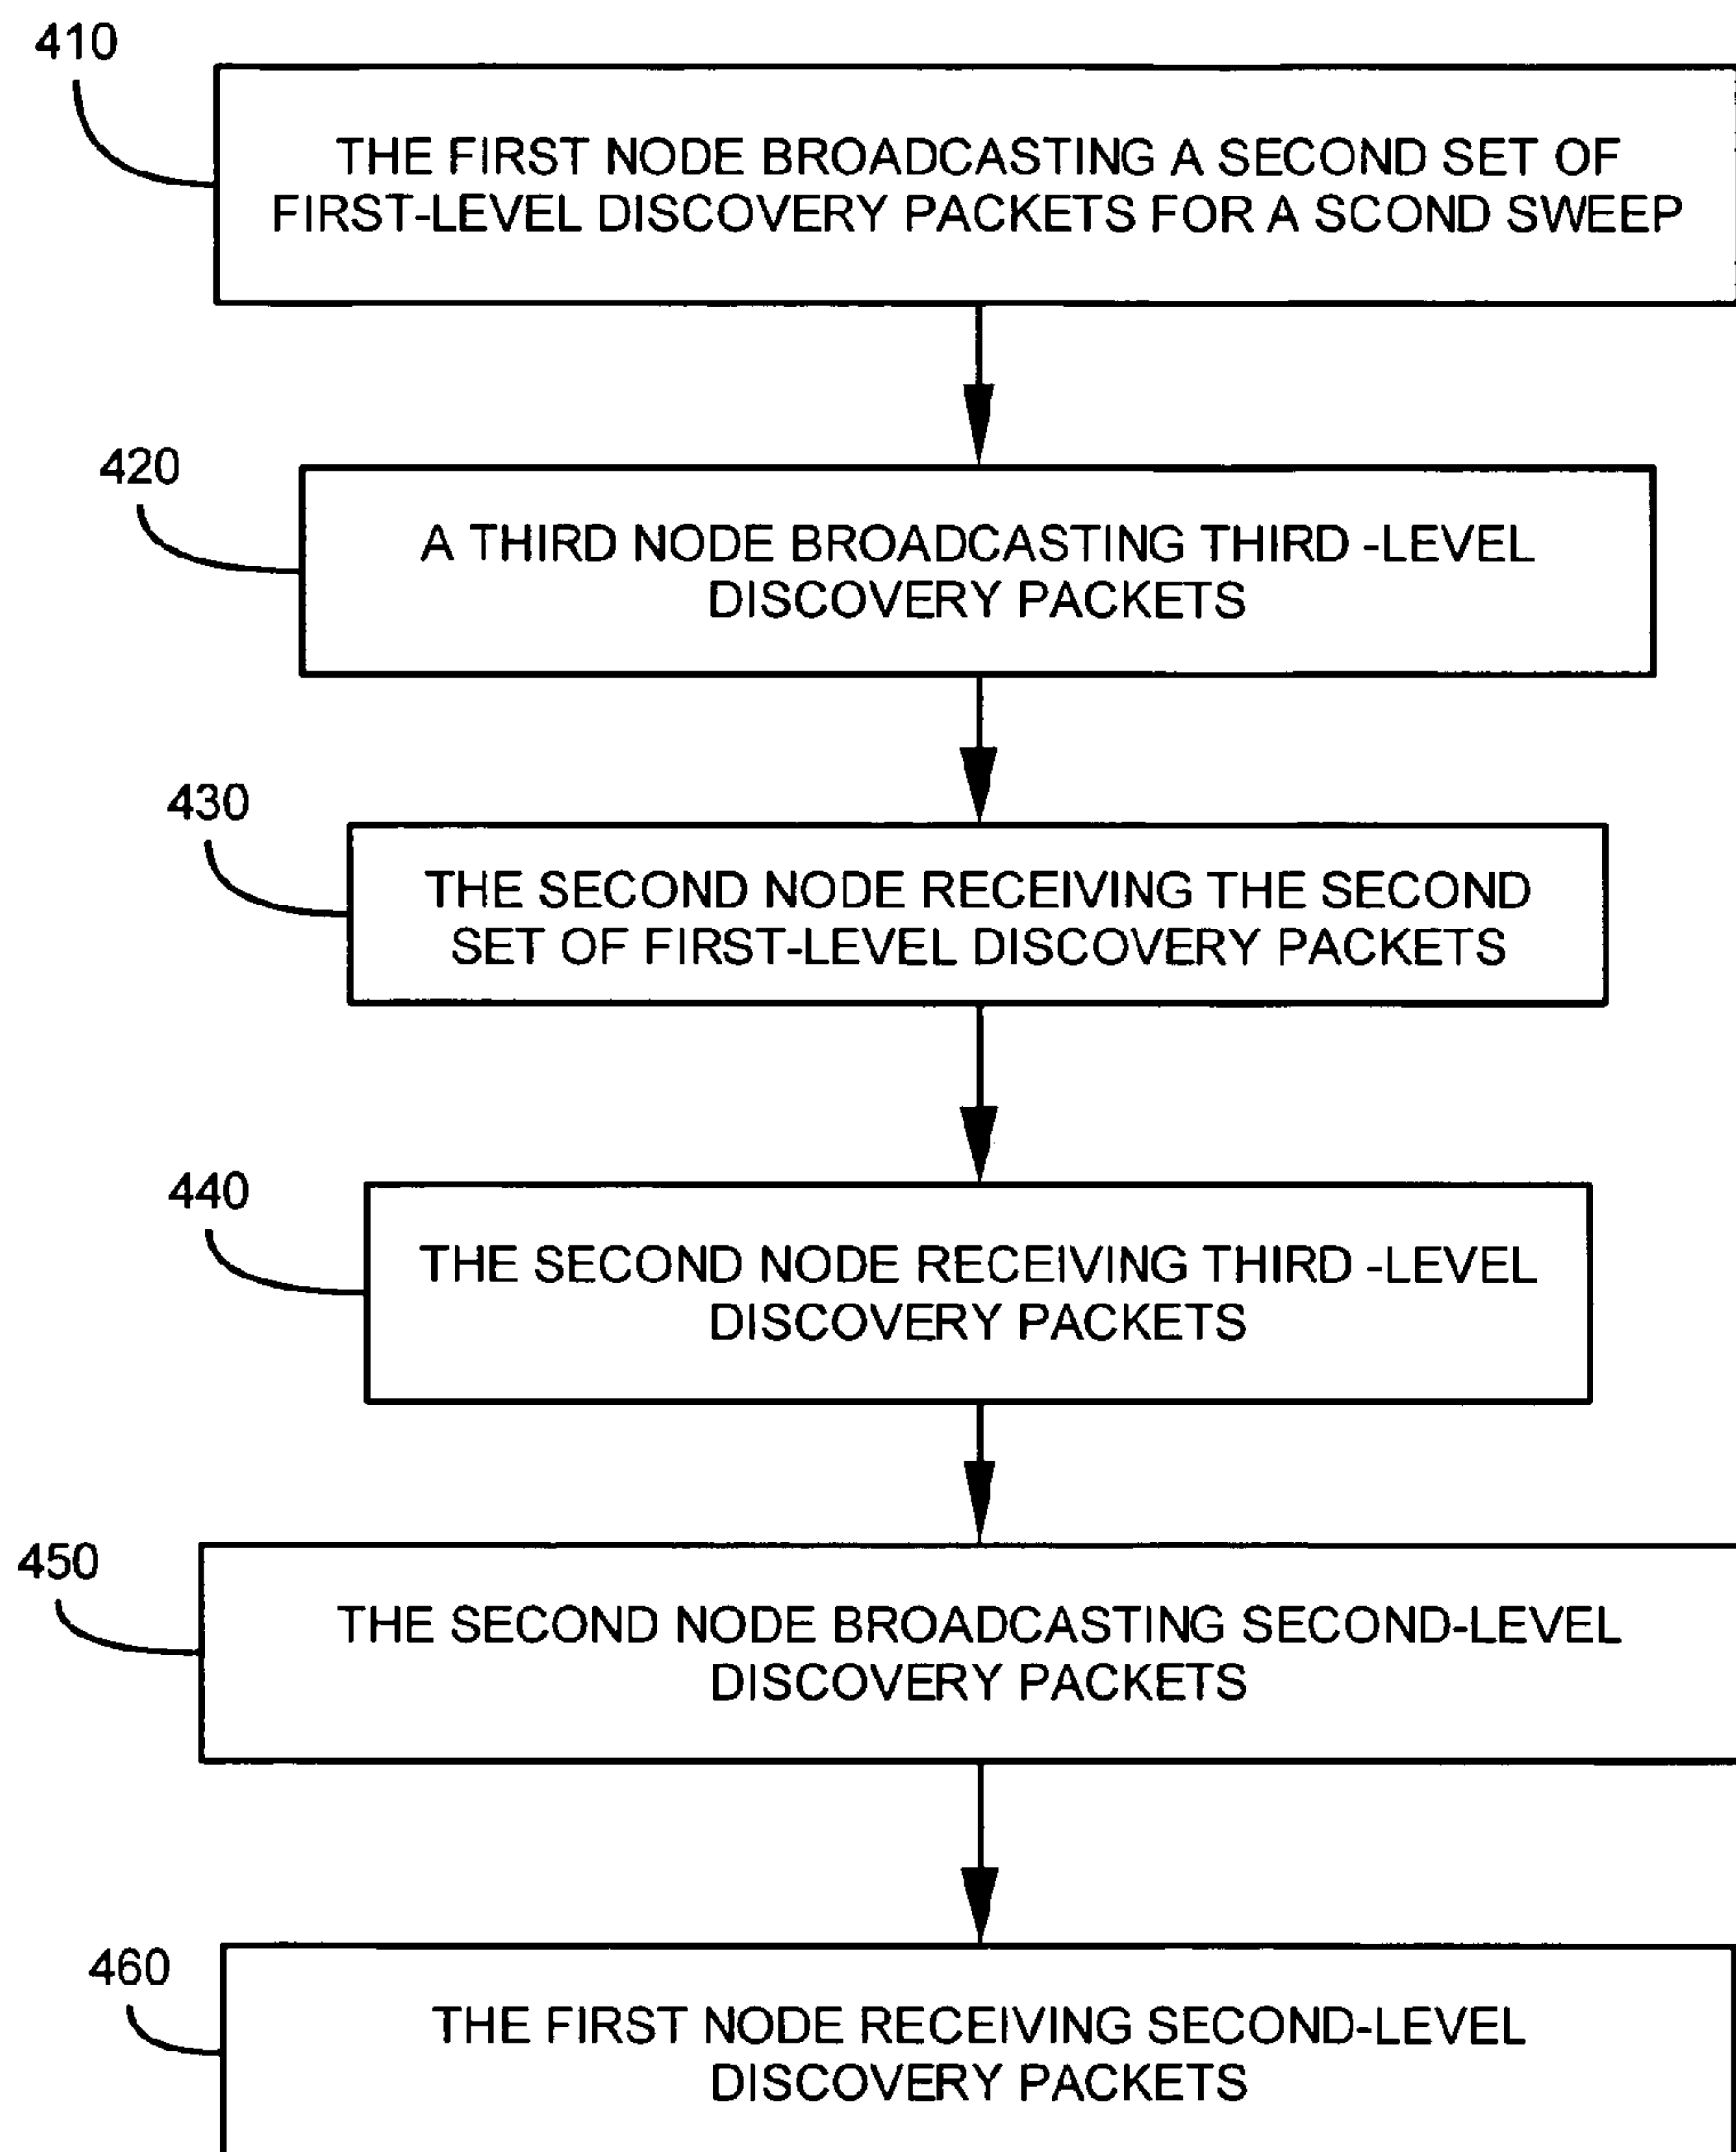 410
THE FIRST NODE BROADCASTING A SECOND SET OF
FIRST-LEVEL DISCOVERY PACKETS FOR A SCOND SWEEP
420
A THIRD NODE BROADCASTING THIRD -LEVEL
DISCOVERY PACKETS
430
THE SECOND NODE RECEIVING THE SECOND
SET OF FIRST-LEVEL DISCOVERY PACKETS
440
THE SECOND NODE RECEIVING THIRD -LEVEL
DISCOVERY PACKETS
450
THE SECOND NODE BROADCASTING SECOND-LEVEL
DISCOVERY PACKETS
460
THE FIRST NODE RECEIVING SECOND-LEVEL
DISCOVERY PACKETS